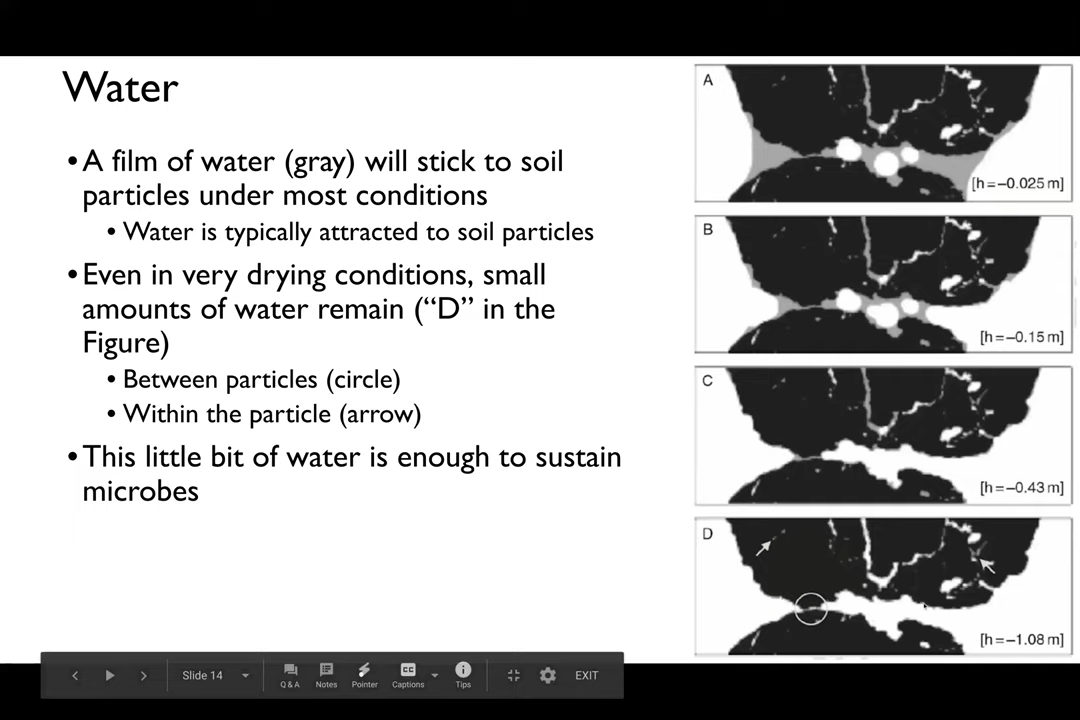 Water
•A film of water (gray) will stick to soil
particles under most conditions
• Water is typically attracted to soil particles
•Even in very drying conditions, small
amounts of water remain (“D” in the
Figure)
• Between particles (circle)
• Within the particle (arrow)
•This little bit of water is enough to sustain
microbes
A
[h=−0.025 m]
B
[h=−0.15 m]
C
[h=−0.43 m]
D
[h=−1.08 m]
Slide 14
Q & A
Notes
Pointer
CC
Captions
Tips
EXIT